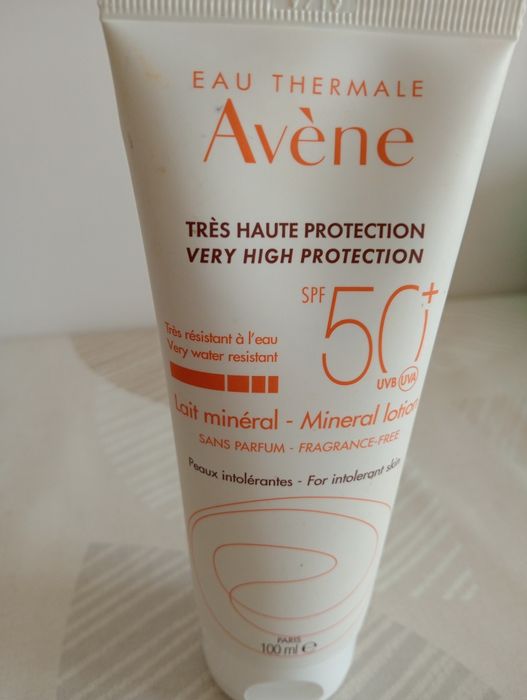 EAU THERMALE
Avène
TRÈS HAUTE PROTECTION
VERY HIGH PROTECTION
SPF 50+
UVB UVA
Très résistant à l'eau
Very water resistant
Lait minéral - Mineral lotion
SANS PARFUM - FRAGRANCE-FREE
Peaux intolérantes - For intolerant skin
PARIS
100 ml e